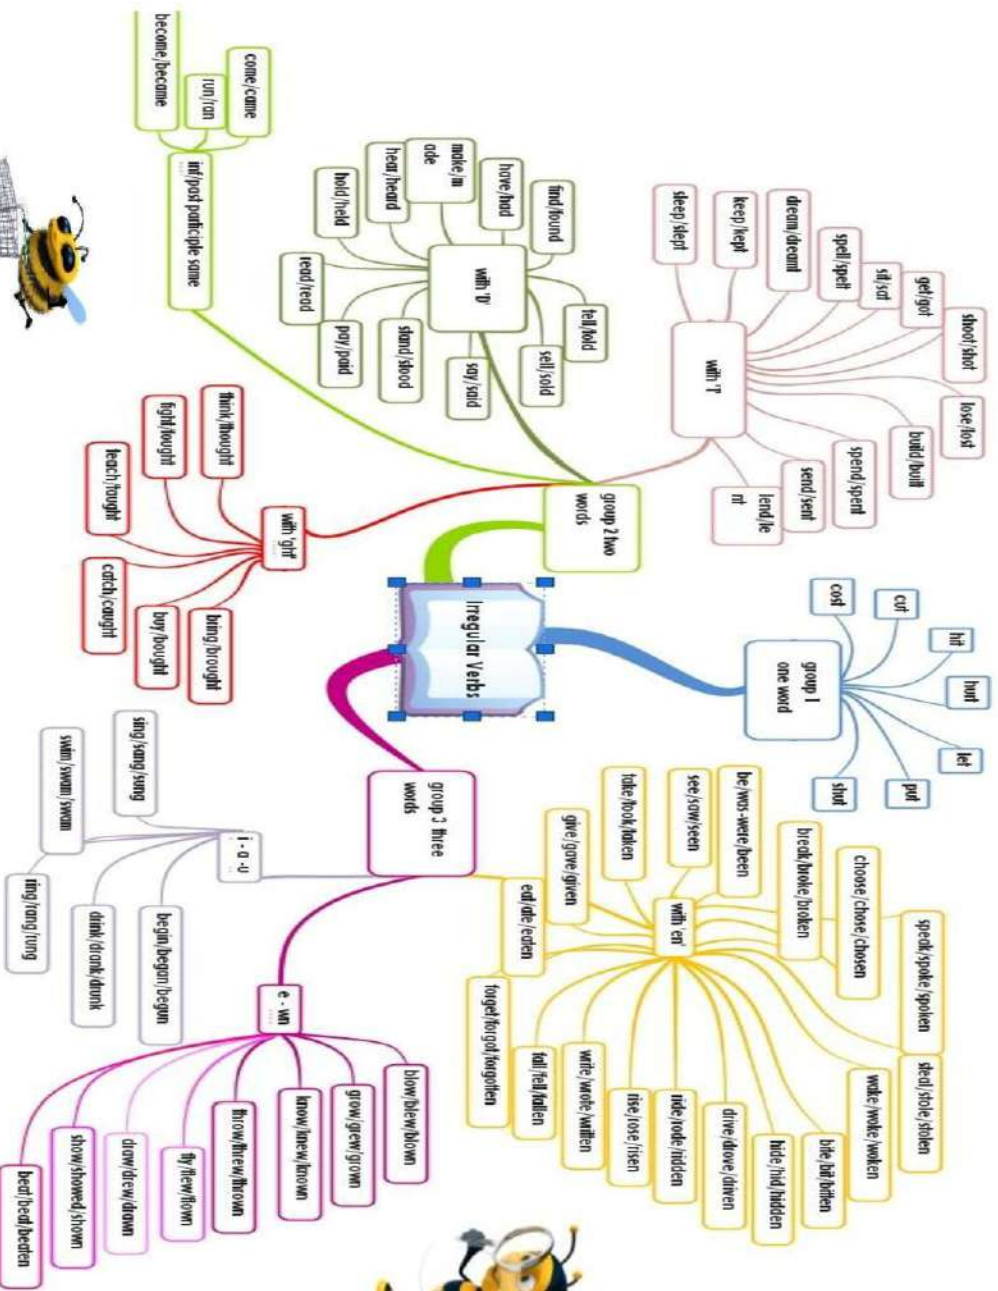 Irregular Verbs
group 1
one word
cost
cut
hit
hurt
let
put
shut
group 2 two
words
with 'T'
sleep/slept
keep/kept
dream/dreamt
spell/spelt
sit/sat
get/got
shoot/shot
lose/lost
build/built
spend/spent
send/sent
lend/le
nt
with 'D'
find/found
have/had
make/m
ade
hear/heard
hold/held
read/read
pay/paid
stand/stood
say/said
sell/sold
tell/told
inf/past participle same
come/came
run/ran
become/became
with 'ght'
think/thought
fight/fought
teach/taught
catch/caught
buy/bought
bring/brought
group 3 three
words
with 'en'
be/was-were/been
see/saw/seen
take/took/taken
give/gave/given
eat/ate/eaten
forget/forgot/forgotten
fall/fell/fallen
write/wrote/written
rise/rose/risen
ride/rode/ridden
drive/drove/driven
hide/hid/hidden
bite/bit/bitten
wake/woke/woken
steal/stole/stolen
speak/spoke/spoken
choose/chose/chosen
break/broke/broken
i - a -u
sing/sang/sung
swim/swam/swam
ring/rang/rung
drink/drank/drunk
begin/began/begun
e - wn
blow/blew/blown
grow/grew/grown
know/knew/known
throw/threw/thrown
fly/flew/flown
draw/drew/drawn
show/showed/shown
beat/beat/beaten